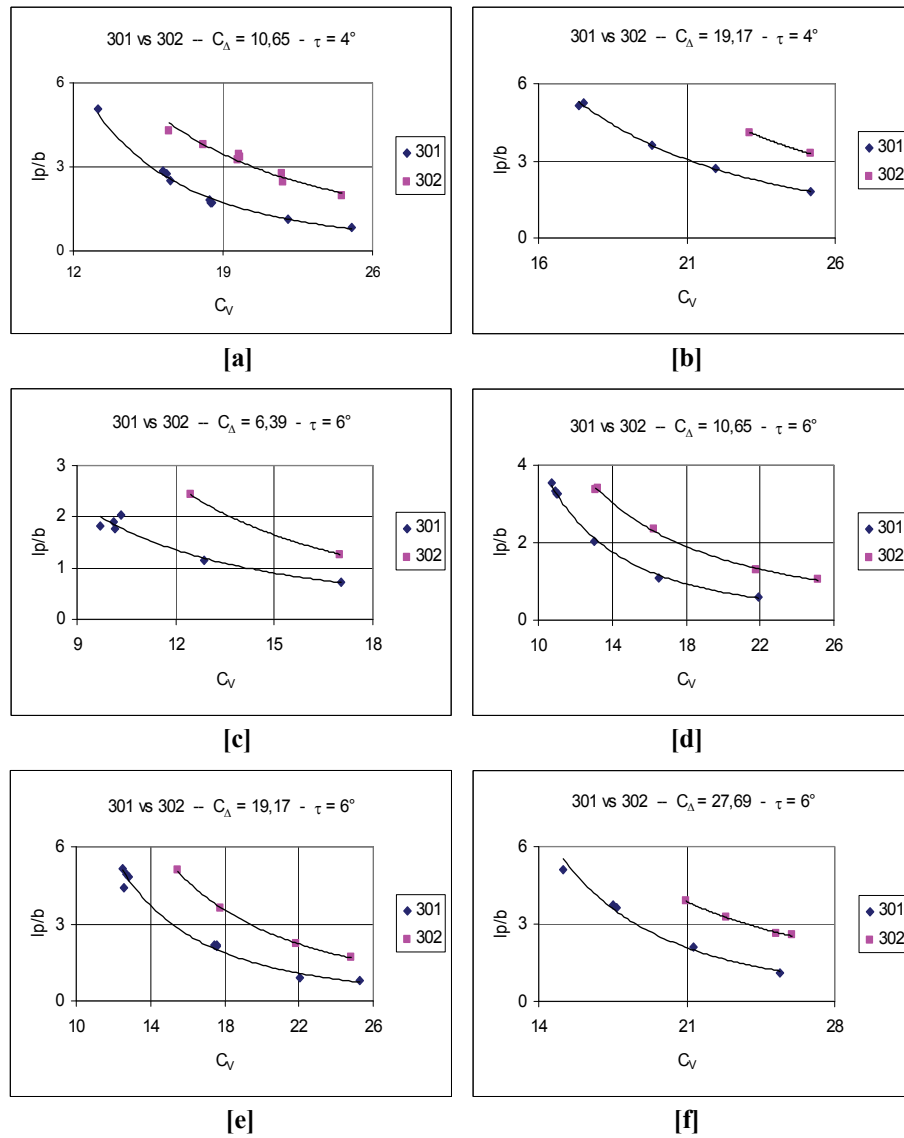 301 vs 302 -- CΔ = 10,65 - τ = 4°
6
3
0
lp/b
12
19
26
CV
301
302
[a]
301 vs 302 -- CΔ = 19,17 - τ = 4°
6
3
0
lp/b
16
21
26
CV
301
302
[b]
301 vs 302 -- CΔ = 6,39 - τ = 6°
3
2
1
0
lp/b
9
12
15
18
CV
301
302
[c]
301 vs 302 -- CΔ = 10,65 - τ = 6°
4
2
0
lp/b
10
14
18
22
26
CV
301
302
[d]
301 vs 302 -- CΔ = 19,17 - τ = 6°
6
3
0
lp/b
10
14
18
22
26
CV
301
302
[e]
301 vs 302 -- CΔ = 27,69 - τ = 6°
6
3
0
lp/b
14
21
28
CV
301
302
[f]